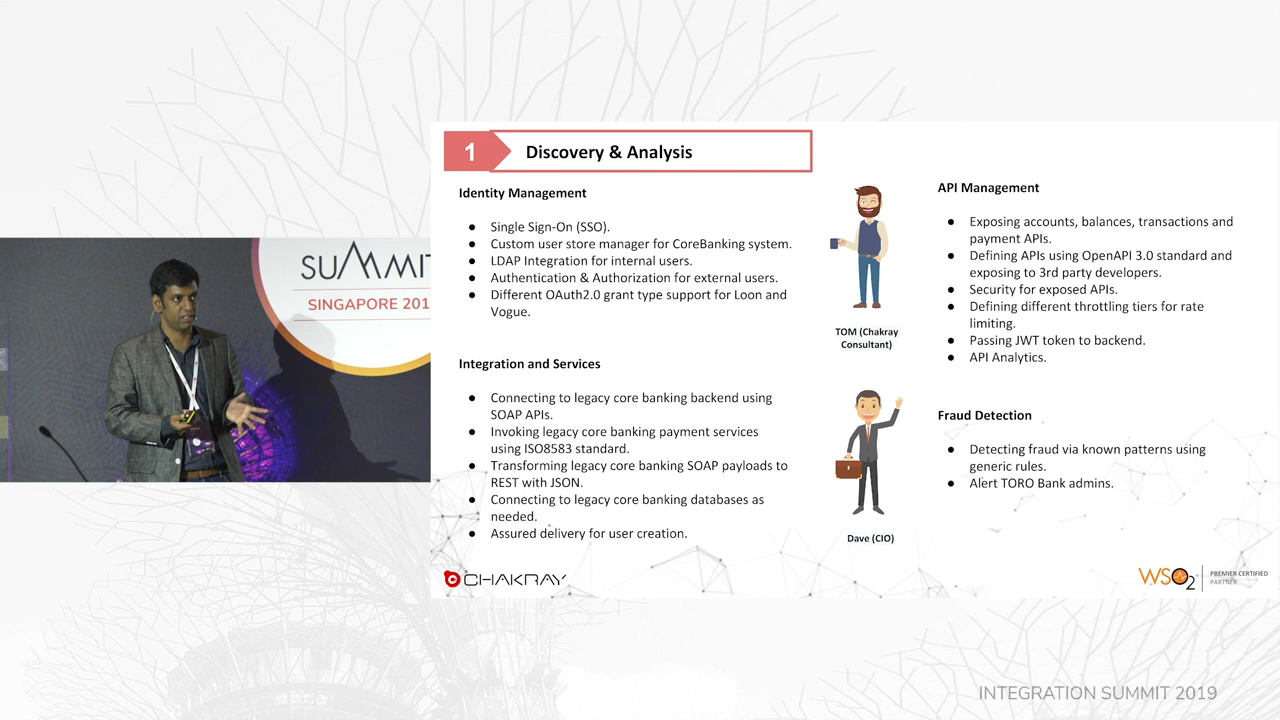 SUMMIT
SINGAPORE 201
1
Discovery & Analysis
Identity Management
● Single Sign-On (SSO).
● Custom user store manager for CoreBanking system.
● LDAP Integration for internal users.
● Authentication & Authorization for external users.
● Different OAuth2.0 grant type support for Loon and
Vogue.
Integration and Services
● Connecting to legacy core banking backend using
SOAP APIs.
● Invoking legacy core banking payment services
using ISO8583 standard.
● Transforming legacy core banking SOAP payloads to
REST with JSON.
● Connecting to legacy core banking databases as
needed.
● Assured delivery for user creation.
TOM (Chakray
Consultant)
Dave (CIO)
API Management
● Exposing accounts, balances, transactions and
payment APIs.
● Defining APIs using OpenAPI 3.0 standard and
exposing to 3rd party developers.
● Security for exposed APIs.
● Defining different throttling tiers for rate
limiting.
● Passing JWT token to backend.
● API Analytics.
Fraud Detection
● Detecting fraud via known patterns using
generic rules.
● Alert TORO Bank admins.
CHAKRAY
WSO2
PREMIER CERTIFIED
PARTNER
INTEGRATION SUMMIT 2019